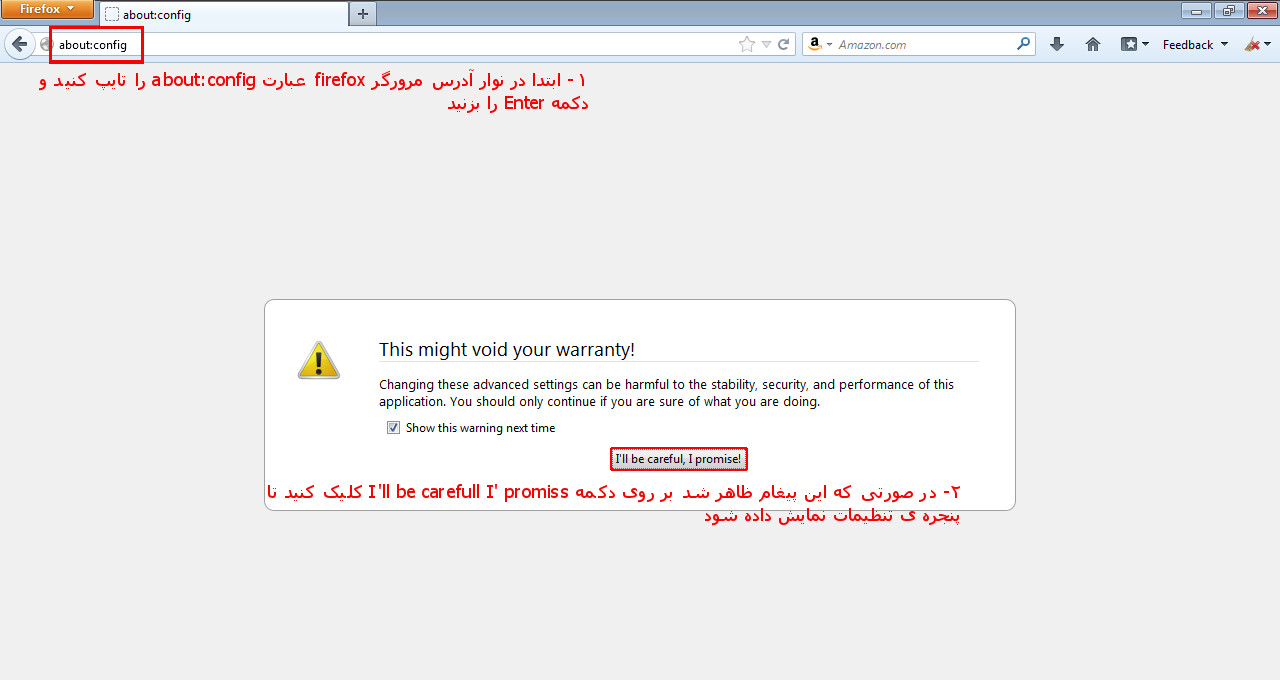 Firefox
about:config
about:config
Amazon.com
Feedback
۱ - ابتدا در نوار آدرس مرورگر firefox عبارت about:config را تایپ کنید و
دکمه Enter را بزنید
This might void your warranty!
Changing these advanced settings can be harmful to the stability, security, and performance of this
application. You should only continue if you are sure of what you are doing.
Show this warning next time
I'll be careful, I promise!
۲- در صورتی که این پیغام ظاهر شد بر روی دکمه I'll be carefull I' promiss کلیک کنید تا
پنجره ی تنظیمات نمایش داده شود